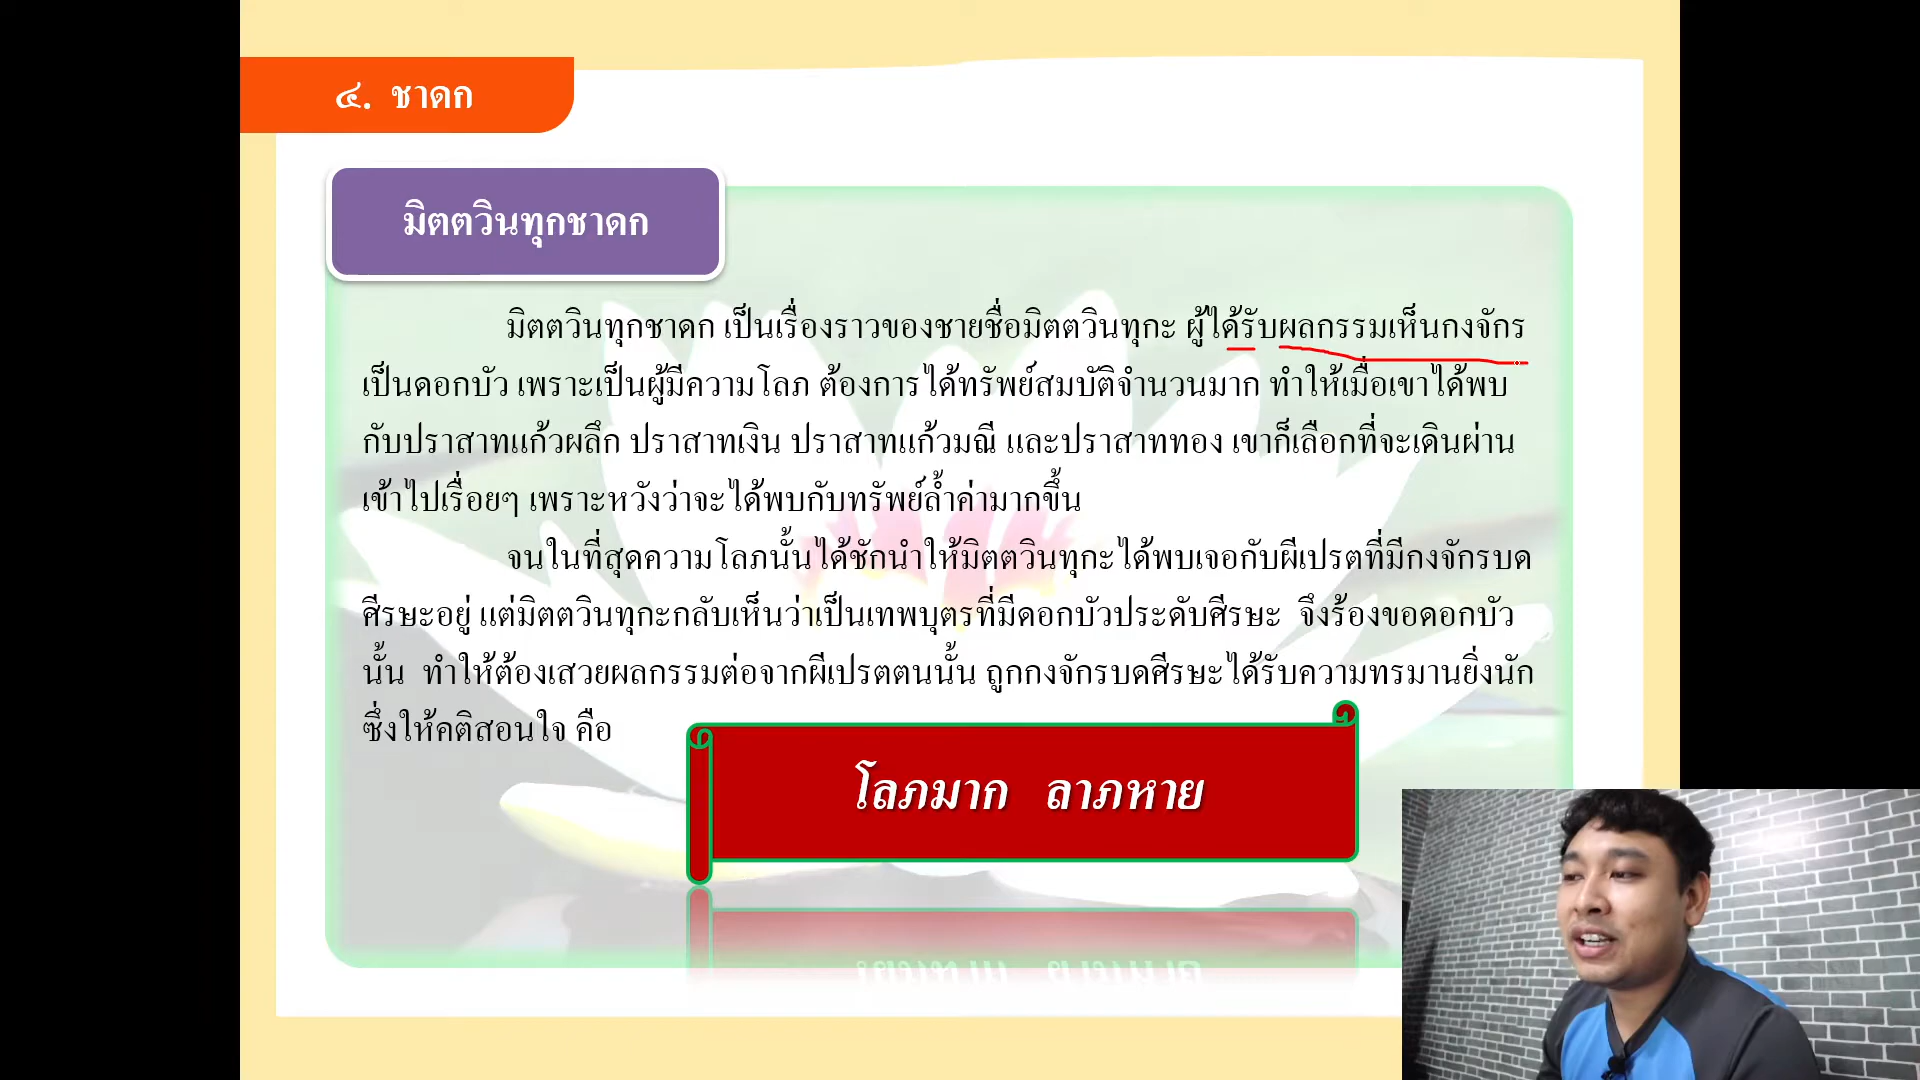 ๔. ชาดก
มิตตวินทุกชาดก
มิตตวินทุกชาดก เป็นเรื่องราวของชายชื่อมิตตวินทุกะ ผู้ได้รับผลกรรมเห็นกงจักร
เป็นดอกบัว เพราะเป็นผู้มีความโลภ ต้องการได้ทรัพย์สมบัติจำนวนมาก ทำให้เมื่อเขาได้พบ
กับปราสาทแก้วผลึก ปราสาทเงิน ปราสาทแก้วมณี และปราสาททอง เขาก็เลือกที่จะเดินผ่าน
เข้าไปเรื่อยๆ เพราะหวังว่าจะได้พบกับทรัพย์ล้ำค่ามากขึ้น
จนในที่สุดความโลภนั้นได้ชักนำให้มิตตวินทุกะได้พบเจอกับผีเปรตที่มีกงจักรบด
ศีรษะอยู่ แต่มิตตวินทุกะกลับเห็นว่าเป็นเทพบุตรที่มีดอกบัวประดับศีรษะ จึงร้องขอดอกบัว
นั้น ทำให้ต้องเสวยผลกรรมต่อจากผีเปรตตนนั้น ถูกกงจักรบดศีรษะได้รับความทรมานยิ่งนัก
ซึ่งให้คติสอนใจ คือ
โลภมาก ลาภหาย